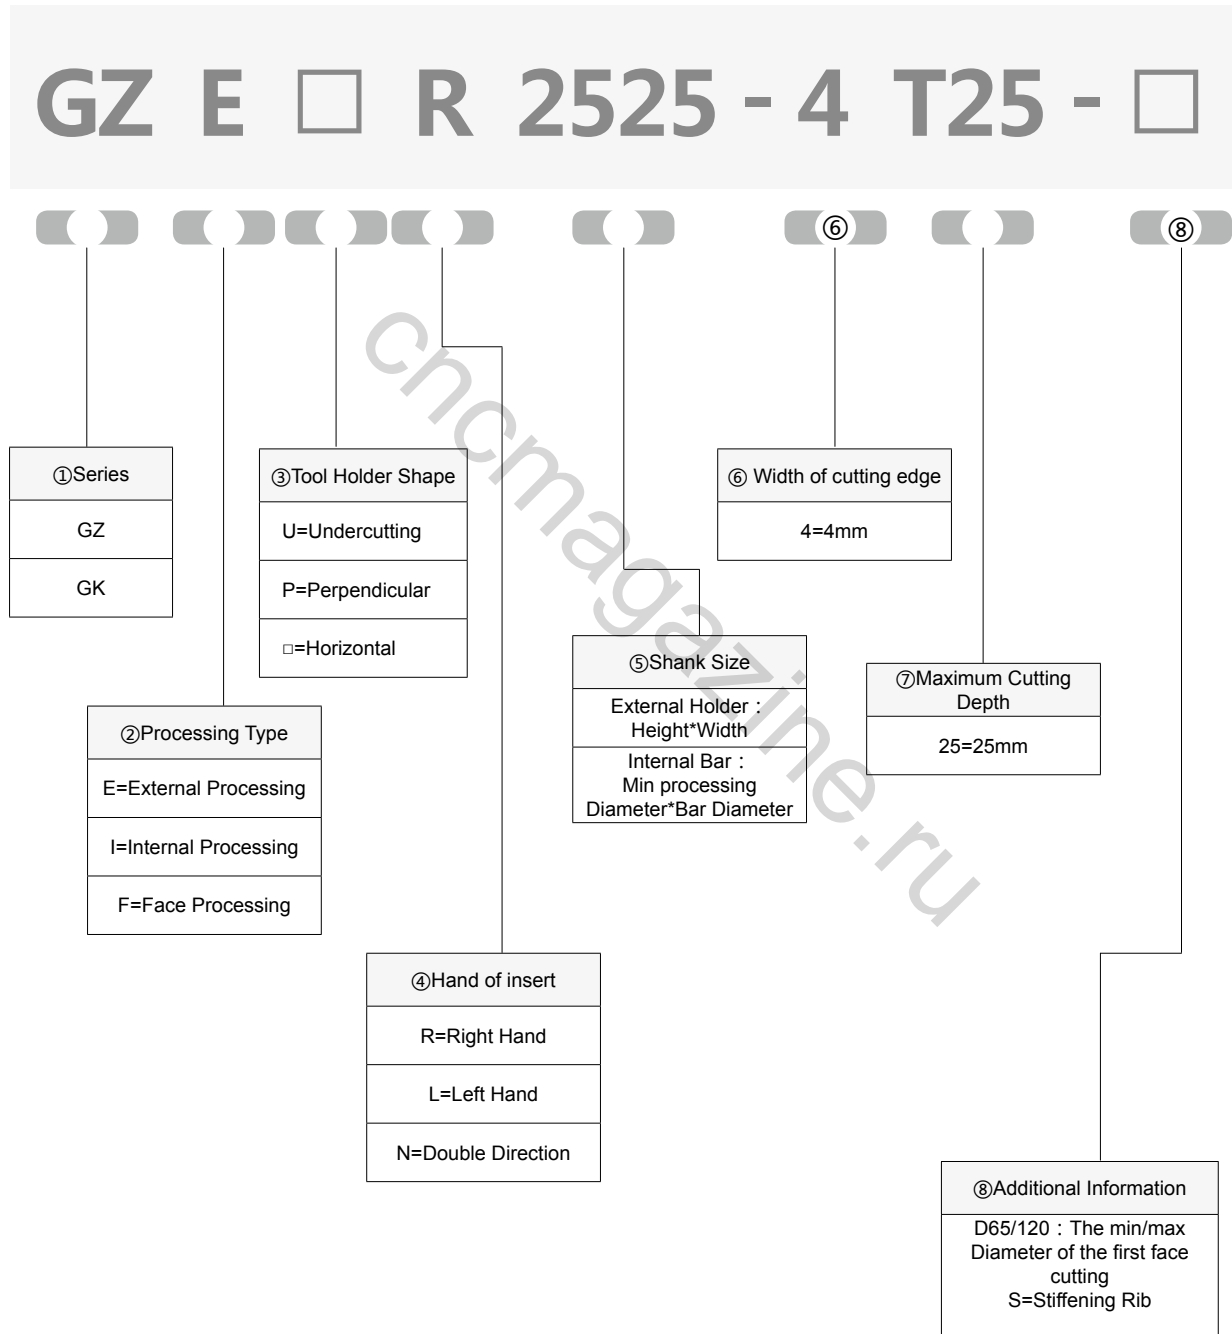 GZ E □ R 2525 - 4 T25 - □
⑥ ⑧
①Series
GZ
GK
②Processing Type
E=External Processing
I=Internal Processing
F=Face Processing
③Tool Holder Shape
U=Undercutting
P=Perpendicular
□=Horizontal
④Hand of insert
R=Right Hand
L=Left Hand
N=Double Direction
⑤Shank Size
External Holder：
Height*Width
Internal Bar：
Min processing
Diameter*Bar Diameter
⑥ Width of cutting edge
4=4mm
⑦Maximum Cutting
Depth
25=25mm
⑧Additional Information
D65/120：The min/max
Diameter of the first face
cutting
S=Stiffening Rib
cncmagazine.ru